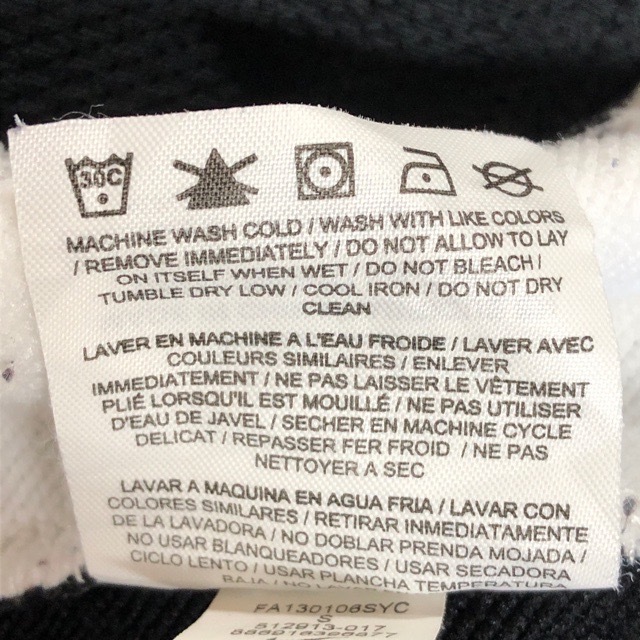 30C
MACHINE WASH COLD / WASH WITH LIKE COLORS
/ REMOVE IMMEDIATELY / DO NOT ALLOW TO LAY
ON ITSELF WHEN WET / DO NOT BLEACH /
TUMBLE DRY LOW / COOL IRON / DO NOT DRY
CLEAN
LAVER EN MACHINE A L'EAU FROIDE / LAVER AVEC
COULEURS SIMILAIRES / ENLEVER
IMMÉDIATEMENT / NE PAS LAISSER LE VÊTEMENT
PLIÉ LORSQU'IL EST MOUILLÉ / NE PAS UTILISER
D'EAU DE JAVEL / SECHER EN MACHINE CYCLE
DELICAT / REPASSER FER FROID / NE PAS
NETTOYER A SEC
LAVAR A MAQUINA EN AGUA FRIA / LAVAR CON
COLORES SIMILARES / RETIRAR IMMEDIATAMENTE
DE LA LAVADORA / NO DOBLAR PRENDA MOJADA /
NO USAR BLANQUEADORES / USAR SECADORA
CICLO LENTO / USAR PLANCHA TEMPERATURA
BAJA /
FA130106SYC
S
512913-017